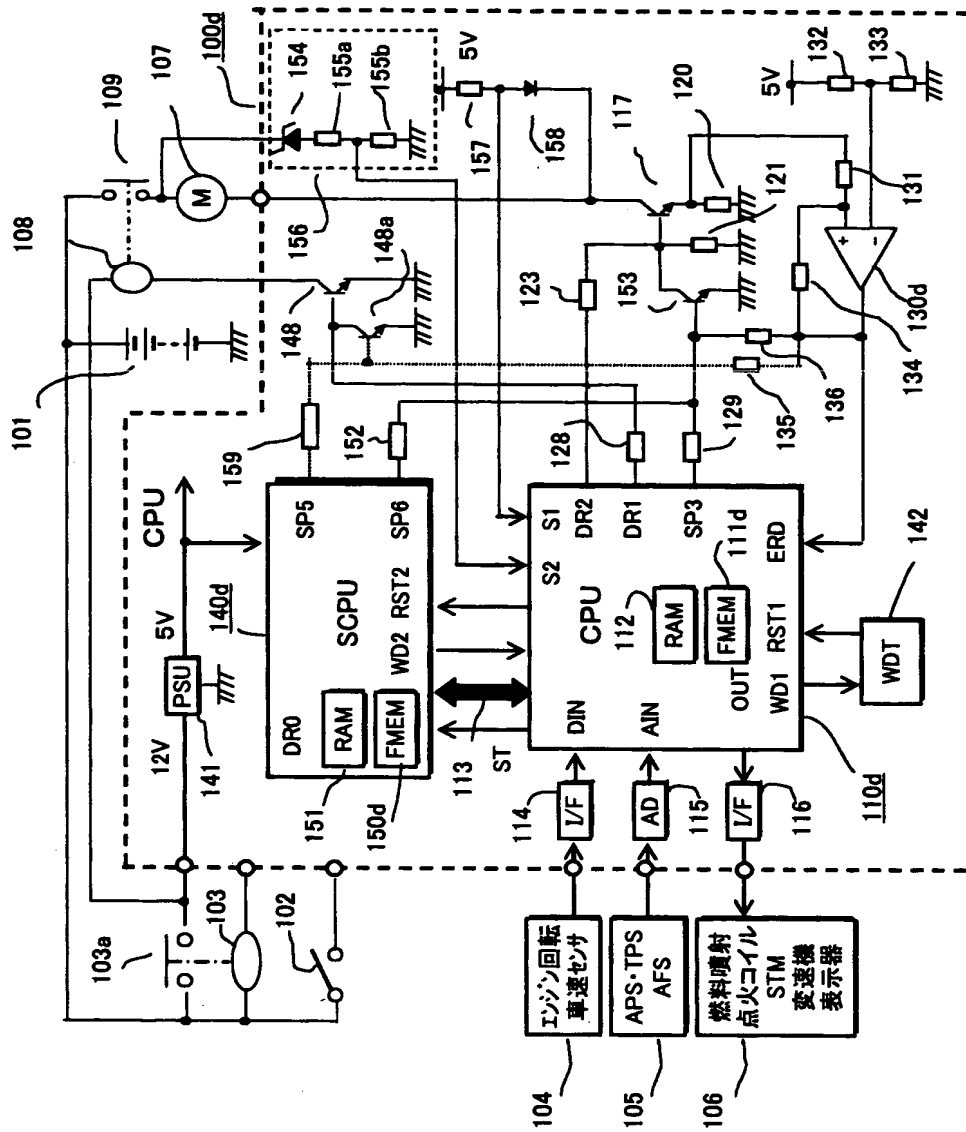 109
107
100d
108
154
155a
155b
5V
157
158
156
148a
148
101
117
120
121
123
153
5V
132
133
131
130d
134
136
135
129
128
159
152
CPU
5V
PSU
12V
141
140d
SP5
SP6
SCPU
DR0
WD2
RST2
RAM
FMEM
151
150d
113
ST
S2
S1
DR2
DR1
SP3
111d
CPU
112
RAM
FMEM
DIN
AIN
OUT
WD1
RST1
ERD
142
WDT
110d
114
I/F
115
AD
116
I/F
103a
103
102
エンジン回転
車速センサ
104
APS・TPS
AFS
105
燃料噴射
点火コイル
STM
変速機
表示器
106
M
+
−